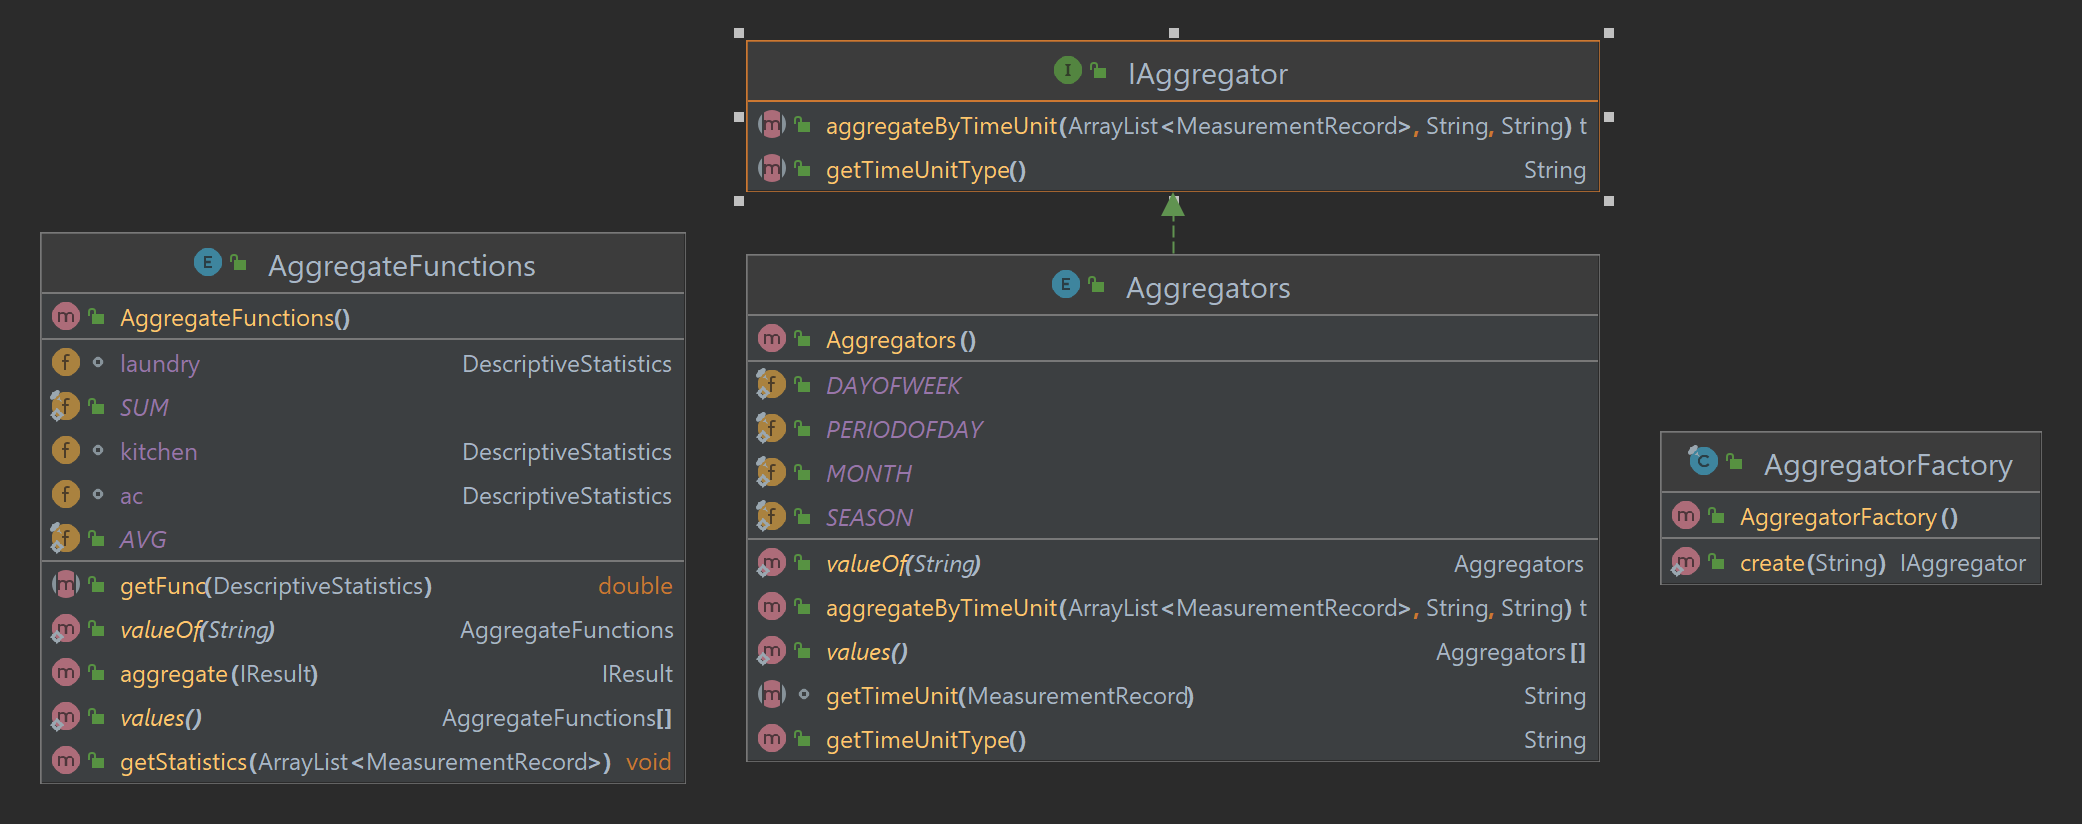 IAggregator
aggregateByTimeUnit(ArrayList<MeasurementRecord>, String, String) t
getTimeUnitType() String
AggregateFunctions
AggregateFunctions()
laundry DescriptiveStatistics
SUM
kitchen DescriptiveStatistics
ac DescriptiveStatistics
AVG
getFunc(DescriptiveStatistics) double
valueOf(String) AggregateFunctions
aggregate(IResult) IResult
values() AggregateFunctions[]
getStatistics(ArrayList<MeasurementRecord>) void
Aggregators
Aggregators()
DAYOFWEEK
PERIODOFDAY
MONTH
SEASON
valueOf(String) Aggregators
aggregateByTimeUnit(ArrayList<MeasurementRecord>, String, String) t
values() Aggregators[]
getTimeUnit(MeasurementRecord) String
getTimeUnitType() String
AggregatorFactory
AggregatorFactory()
create(String) IAggregator